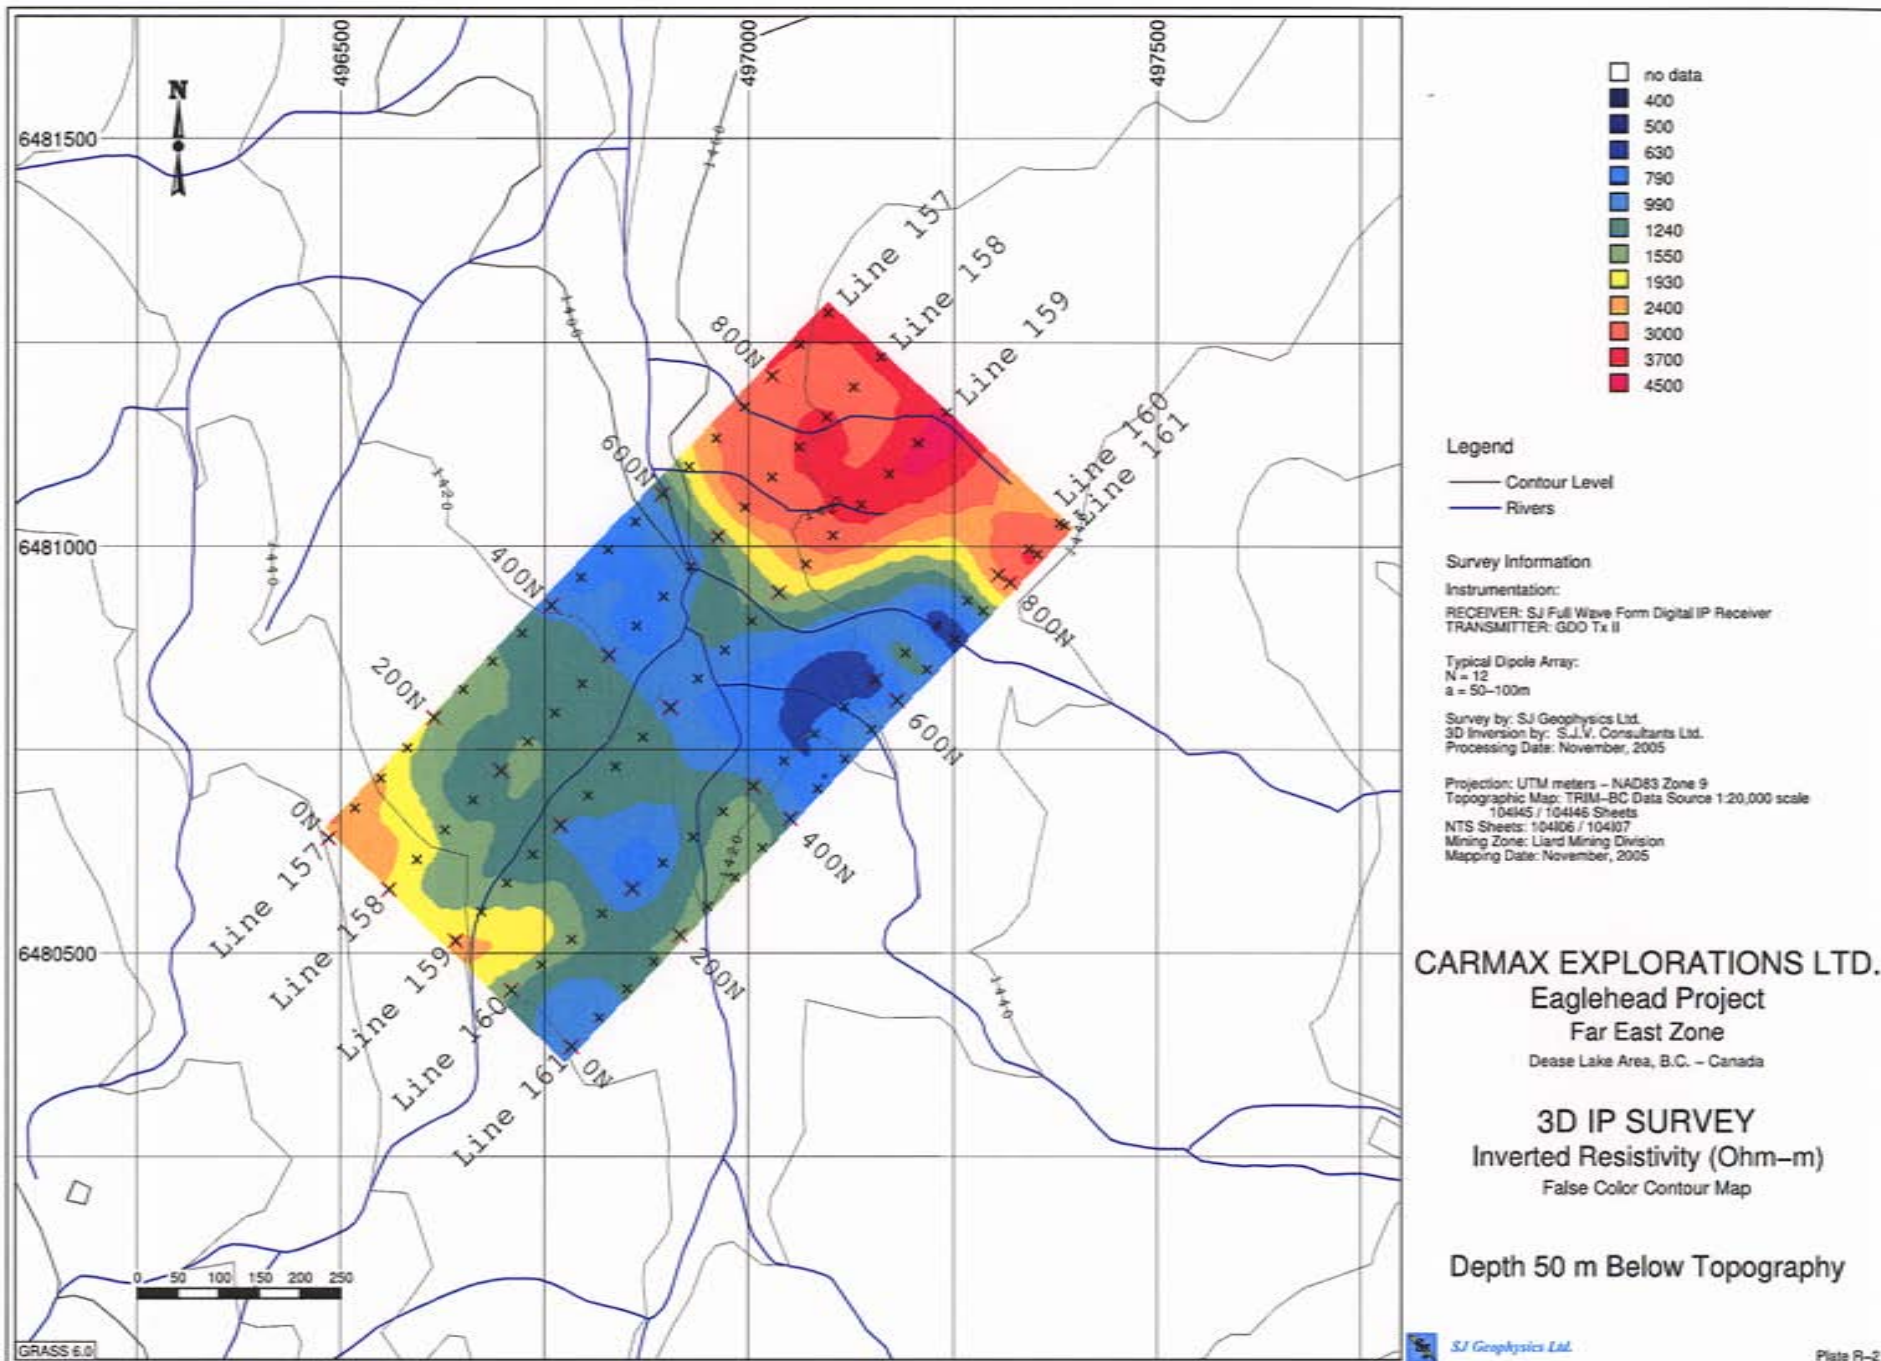 496500
497000
497500
6481500
6481000
6480500
N
1400
1400
1420
1440
1420
1440
Line 157
Line 158
Line 159
Line 160
Line 161
800N
600N
400N
200N
0N
800N
600N
400N
200N
0N
Line 157
Line 158
Line 159
Line 160
Line 161
0 50 100 150 200 250
GRASS 6.0
no data
400
500
630
790
990
1240
1550
1930
2400
3000
3700
4500
Legend
Contour Level
Rivers
Survey Information
Instrumentation:
RECEIVER: SJ Full Wave Form Digital IP Receiver
TRANSMITTER: GDD Tx II
Typical Dipole Array:
N = 12
a = 50–100m
Survey by: SJ Geophysics Ltd.
3D Inversion by: S.J.V. Consultants Ltd.
Processing Date: November, 2005
Projection: UTM meters – NAD83 Zone 9
Topographic Map: TRIM–BC Data Source 1:20,000 scale
104I45 / 104I46 Sheets
NTS Sheets: 104I06 / 104I07
Mining Zone: Liard Mining Division
Mapping Date: November, 2005
CARMAX EXPLORATIONS LTD.
Eaglehead Project
Far East Zone
Dease Lake Area, B.C. – Canada
3D IP SURVEY
Inverted Resistivity (Ohm–m)
False Color Contour Map
Depth 50 m Below Topography
SJ Geophysics Ltd.
Plate R–2